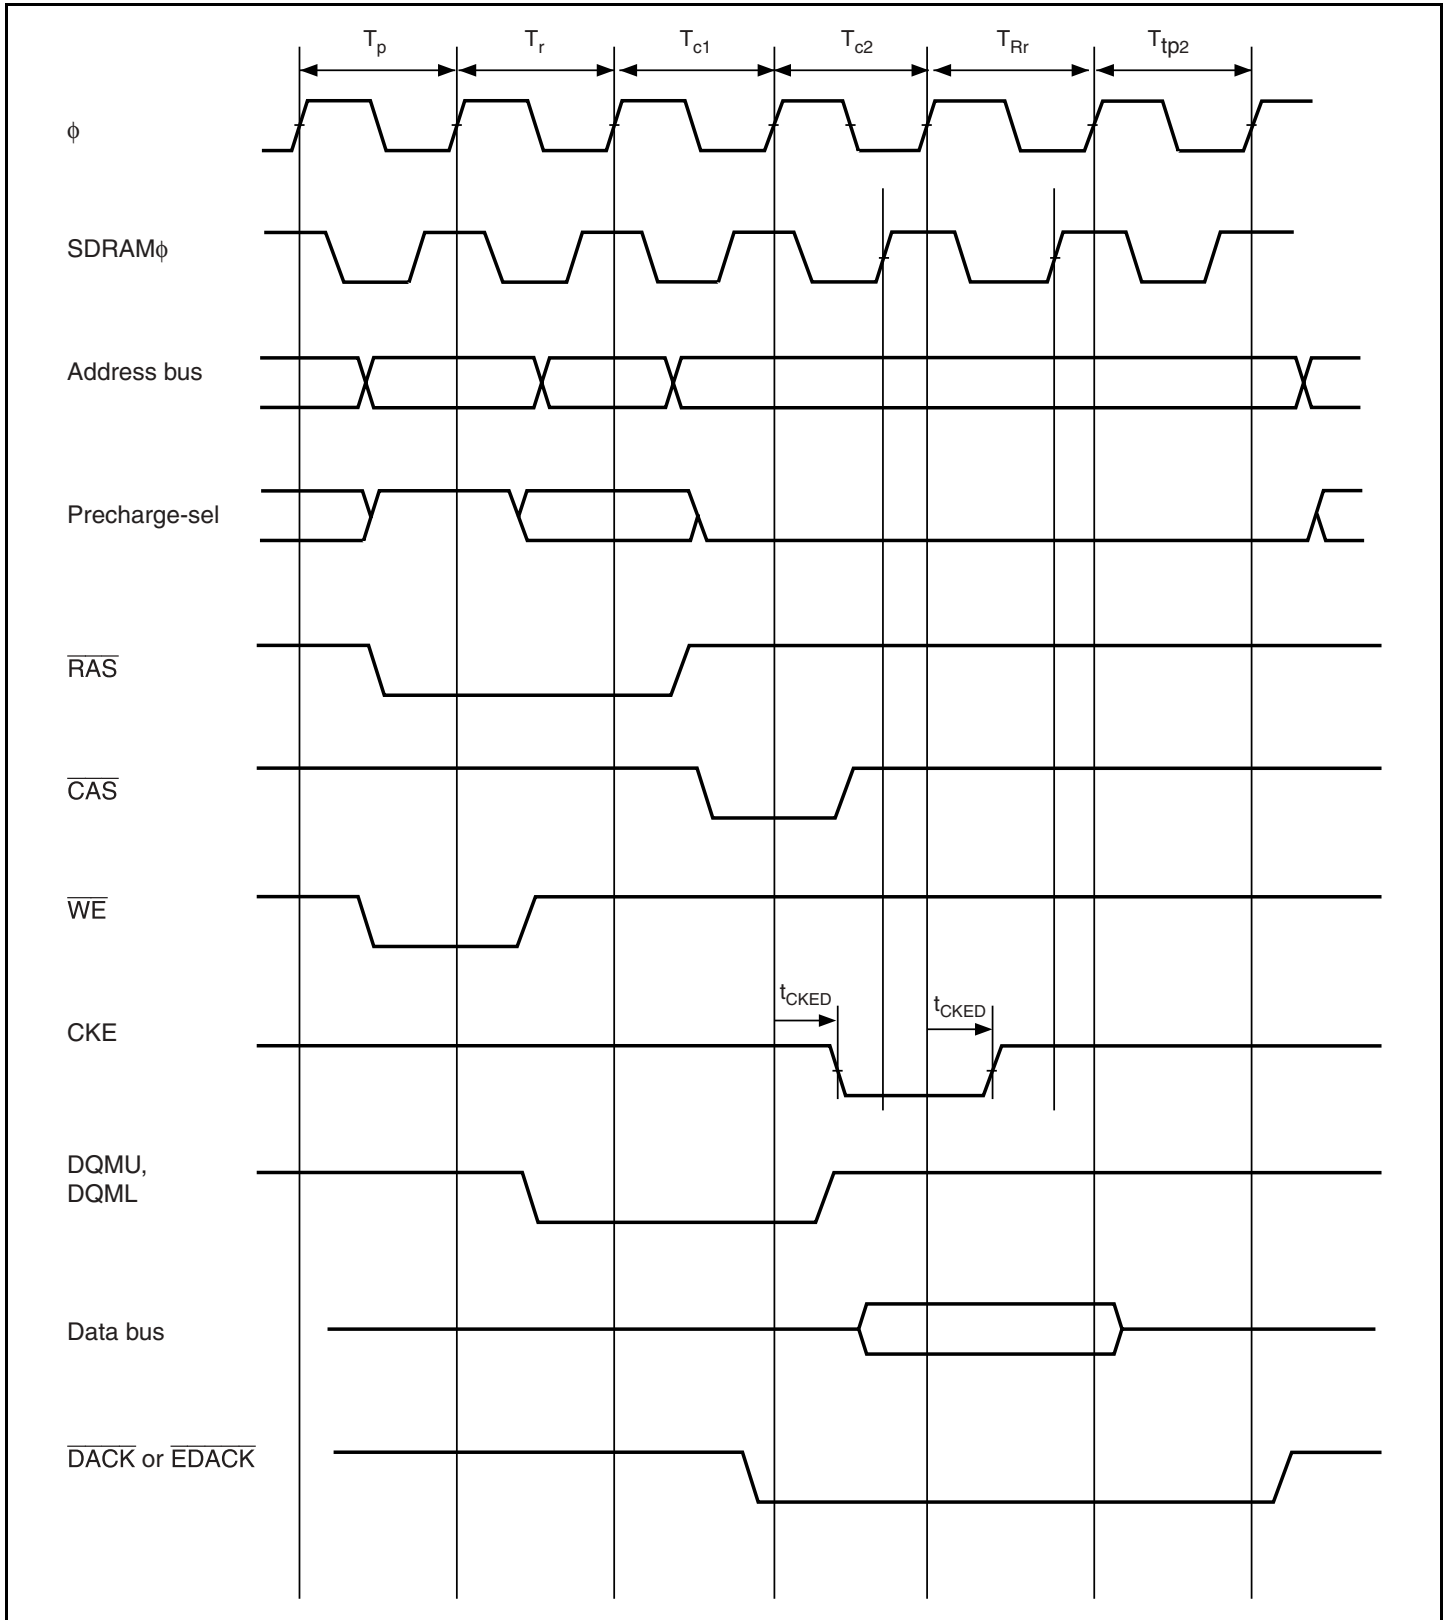 Tp Tr Tc1 Tc2 TRr Ttp2
ϕ
SDRAMϕ
Address bus
Precharge-sel
RAS
CAS
WE
tCKED tCKED
CKE
DQMU,
DQML
Data bus
DACK or EDACK